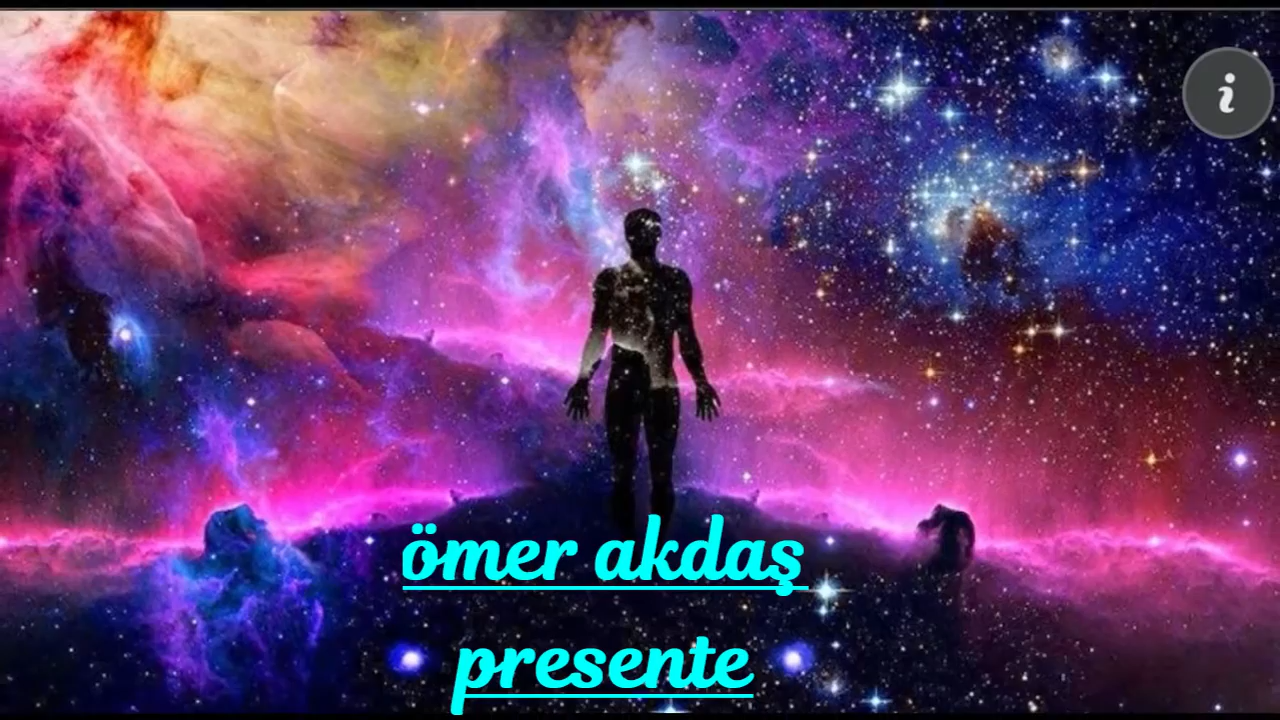 i
ömer akdaş
presente